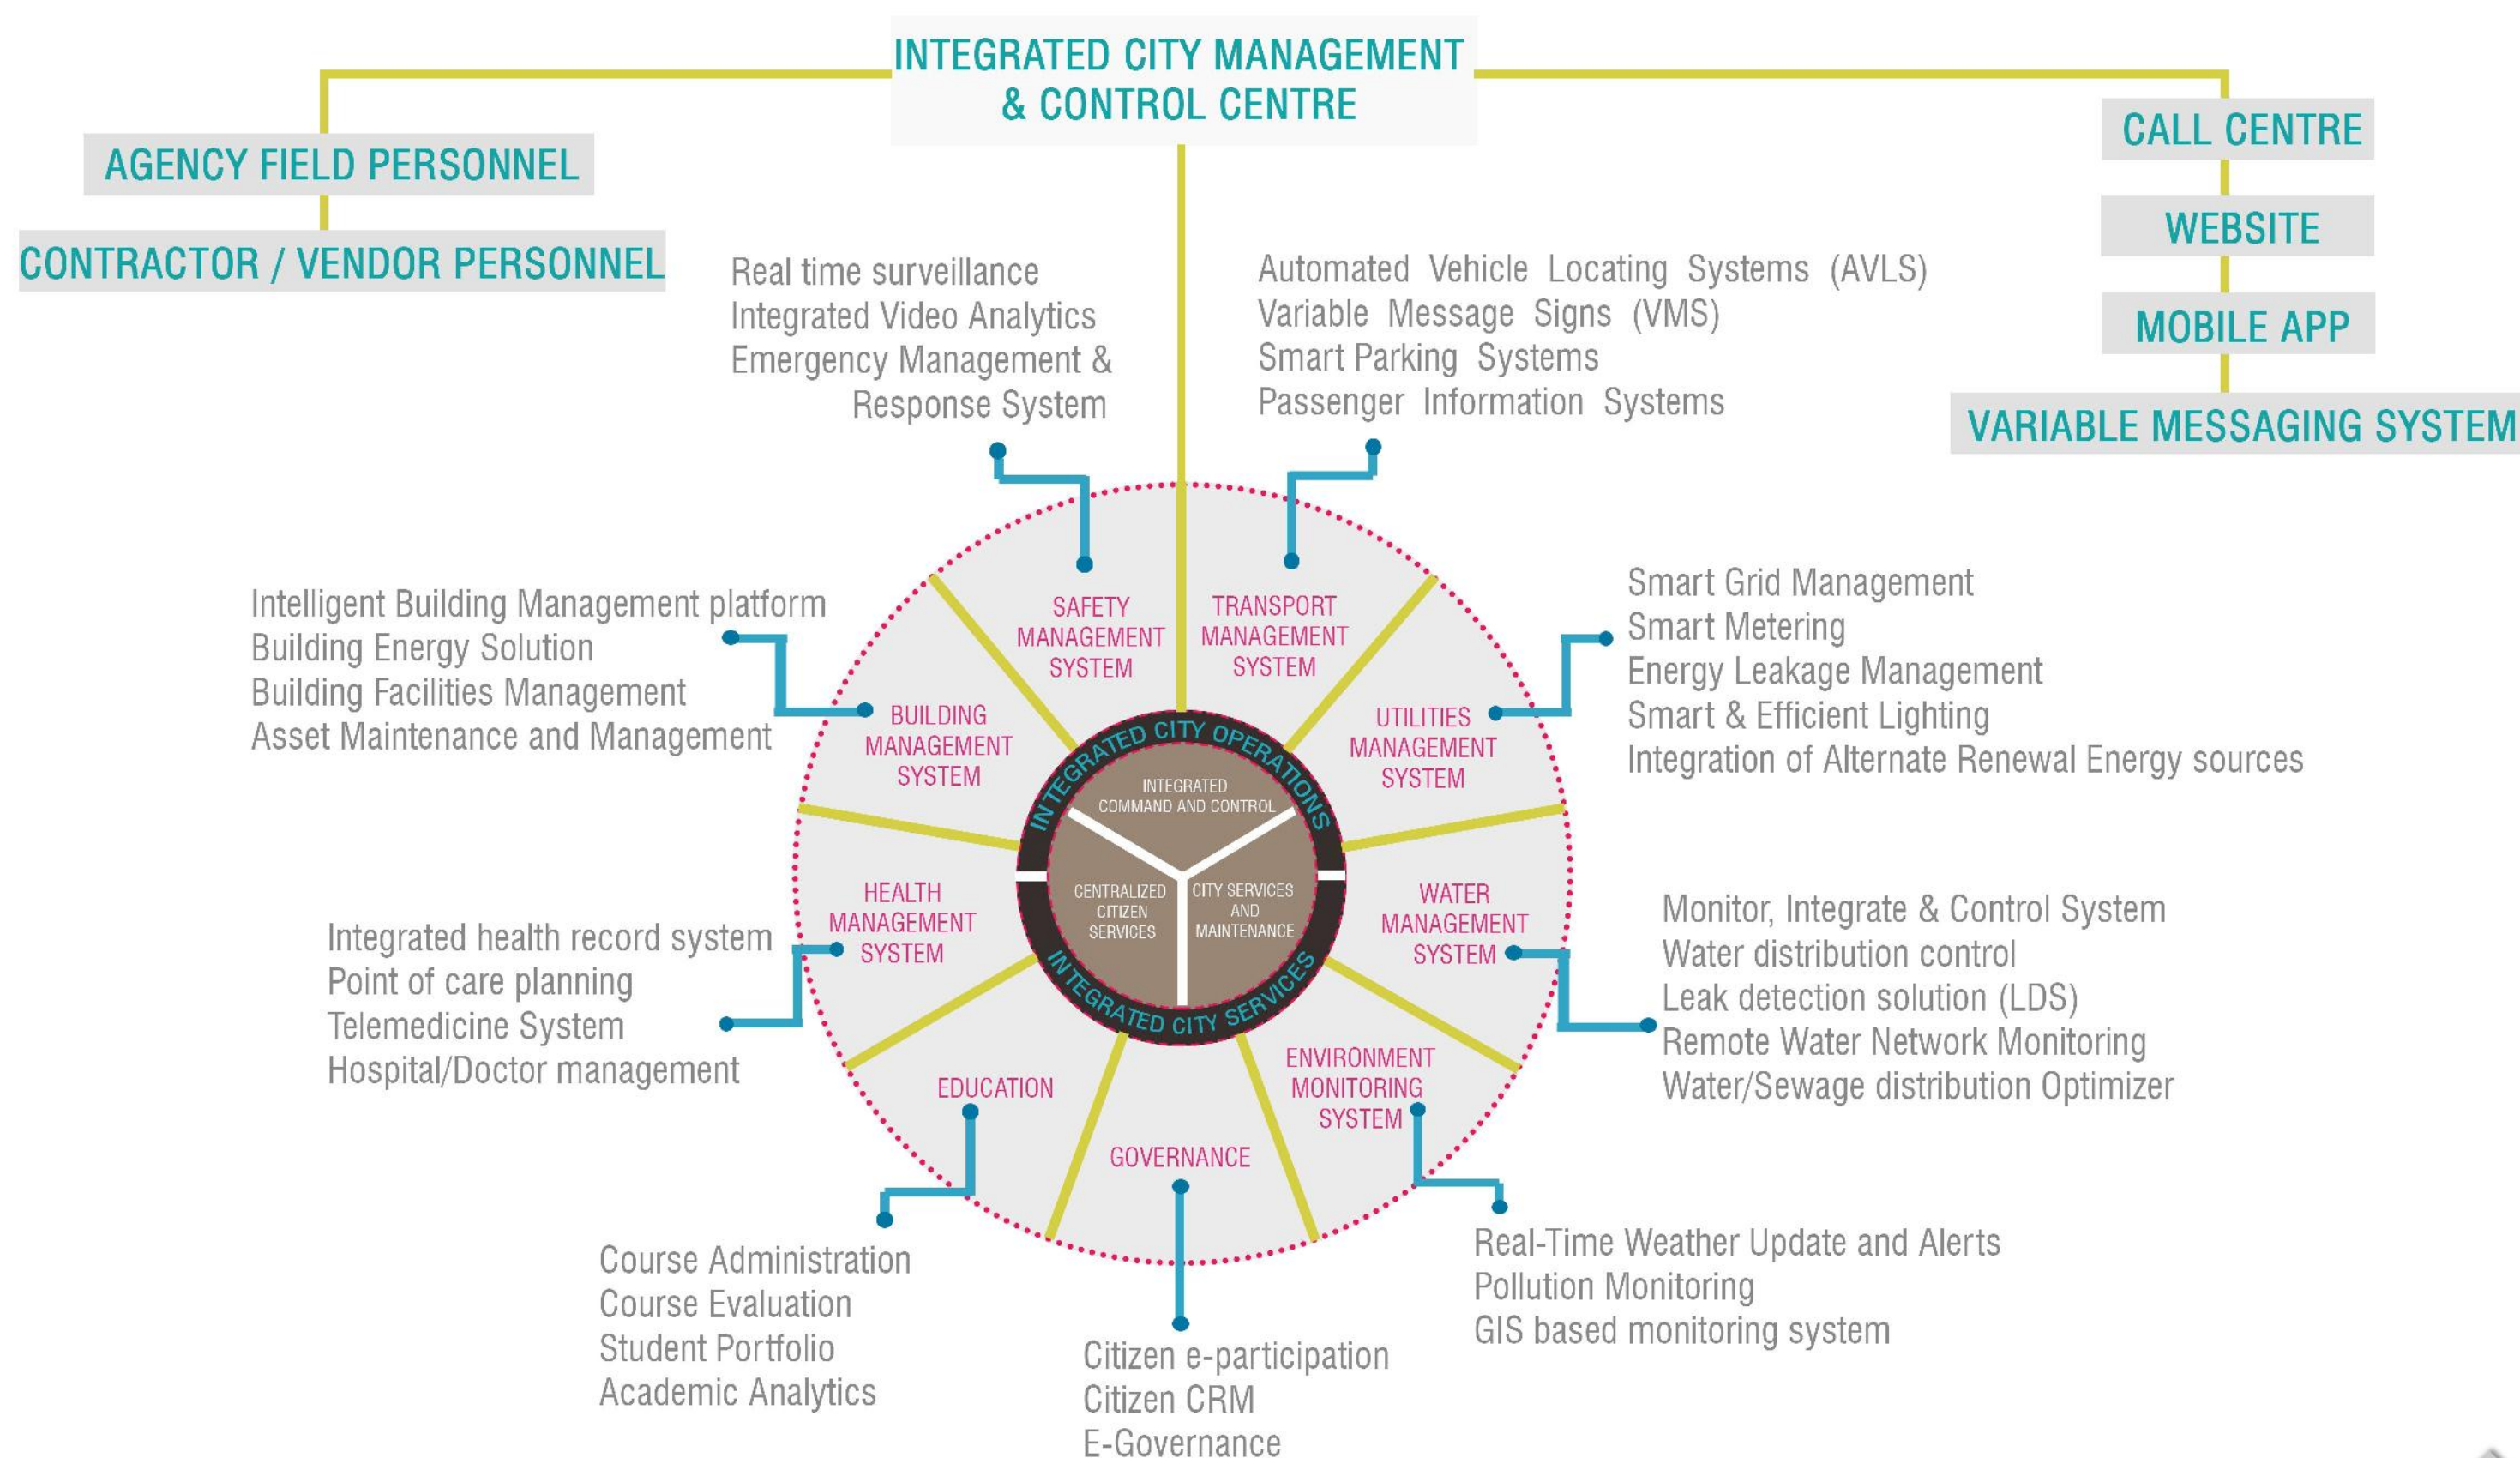 INTEGRATED CITY MANAGEMENT
& CONTROL CENTRE
AGENCY FIELD PERSONNEL
CONTRACTOR / VENDOR PERSONNEL
CALL CENTRE
WEBSITE
MOBILE APP
VARIABLE MESSAGING SYSTEM
Real time surveillance
Integrated Video Analytics
Emergency Management &
Response System
Automated Vehicle Locating Systems (AVLS)
Variable Message Signs (VMS)
Smart Parking Systems
Passenger Information Systems
Intelligent Building Management platform
Building Energy Solution
Building Facilities Management
Asset Maintenance and Management
Smart Grid Management
Smart Metering
Energy Leakage Management
Smart & Efficient Lighting
Integration of Alternate Renewal Energy sources
SAFETY
MANAGEMENT
SYSTEM
TRANSPORT
MANAGEMENT
SYSTEM
BUILDING
MANAGEMENT
SYSTEM
UTILITIES
MANAGEMENT
SYSTEM
INTEGRATED CITY OPERATIONS
INTEGRATED
COMMAND AND CONTROL
CENTRALIZED
CITIZEN
SERVICES
CITY SERVICES
AND
MAINTENANCE
INTEGRATED CITY SERVICES
HEALTH
MANAGEMENT
SYSTEM
WATER
MANAGEMENT
SYSTEM
Integrated health record system
Point of care planning
Telemedicine System
Hospital/Doctor management
Monitor, Integrate & Control System
Water distribution control
Leak detection solution (LDS)
Remote Water Network Monitoring
Water/Sewage distribution Optimizer
EDUCATION
GOVERNANCE
ENVIRONMENT
MONITORING
SYSTEM
Course Administration
Course Evaluation
Student Portfolio
Academic Analytics
Citizen e-participation
Citizen CRM
E-Governance
Real-Time Weather Update and Alerts
Pollution Monitoring
GIS based monitoring system